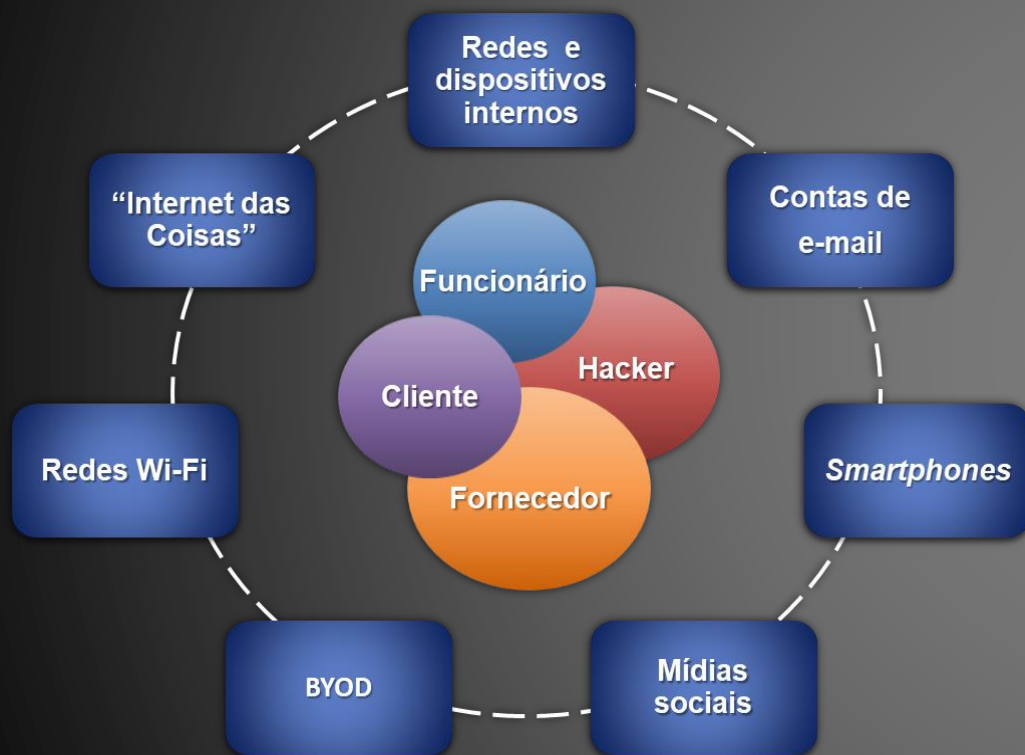 Redes e
dispositivos
internos
“Internet das
Coisas”
Contas de
e-mail
Funcionário
Hacker
Cliente
Redes Wi-Fi
Smartphones
Fornecedor
BYOD
Mídias
sociais